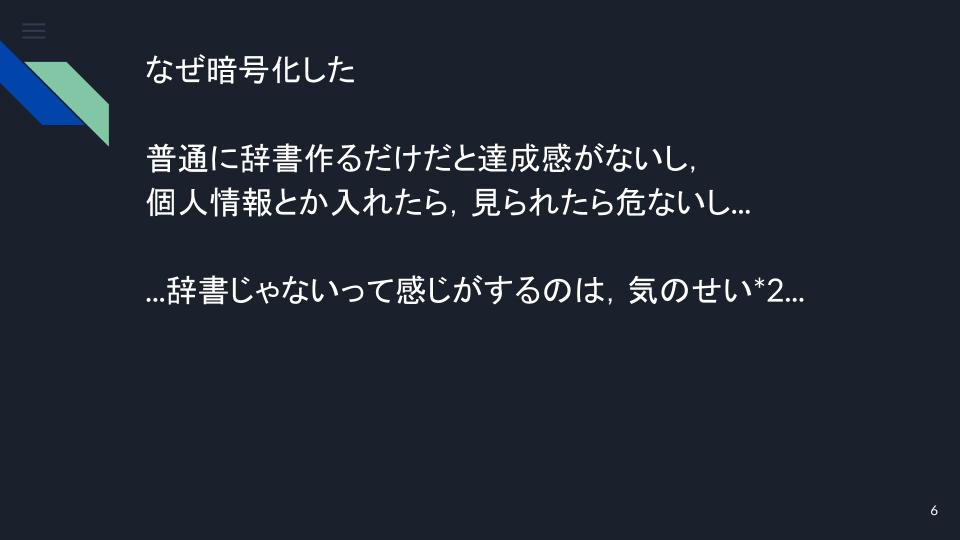 なぜ暗号化した
普通に辞書作るだけだと達成感がないし,
個人情報とか入れたら, 見られたら危ないし...
...辞書じゃないって感じがするのは, 気のせい*2...
6